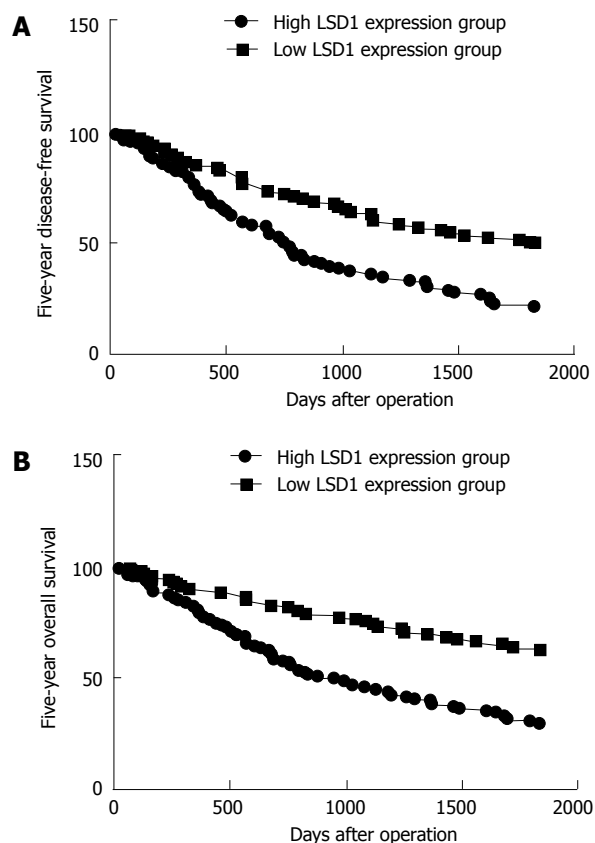 A
150
High LSD1 expression group
Low LSD1 expression group
100
50
0
Five-year disease-free survival
0 500 1000 1500 2000
Days after operation
B
150
High LSD1 expression group
Low LSD1 expression group
100
50
0
Five-year overall survival
0 500 1000 1500 2000
Days after operation